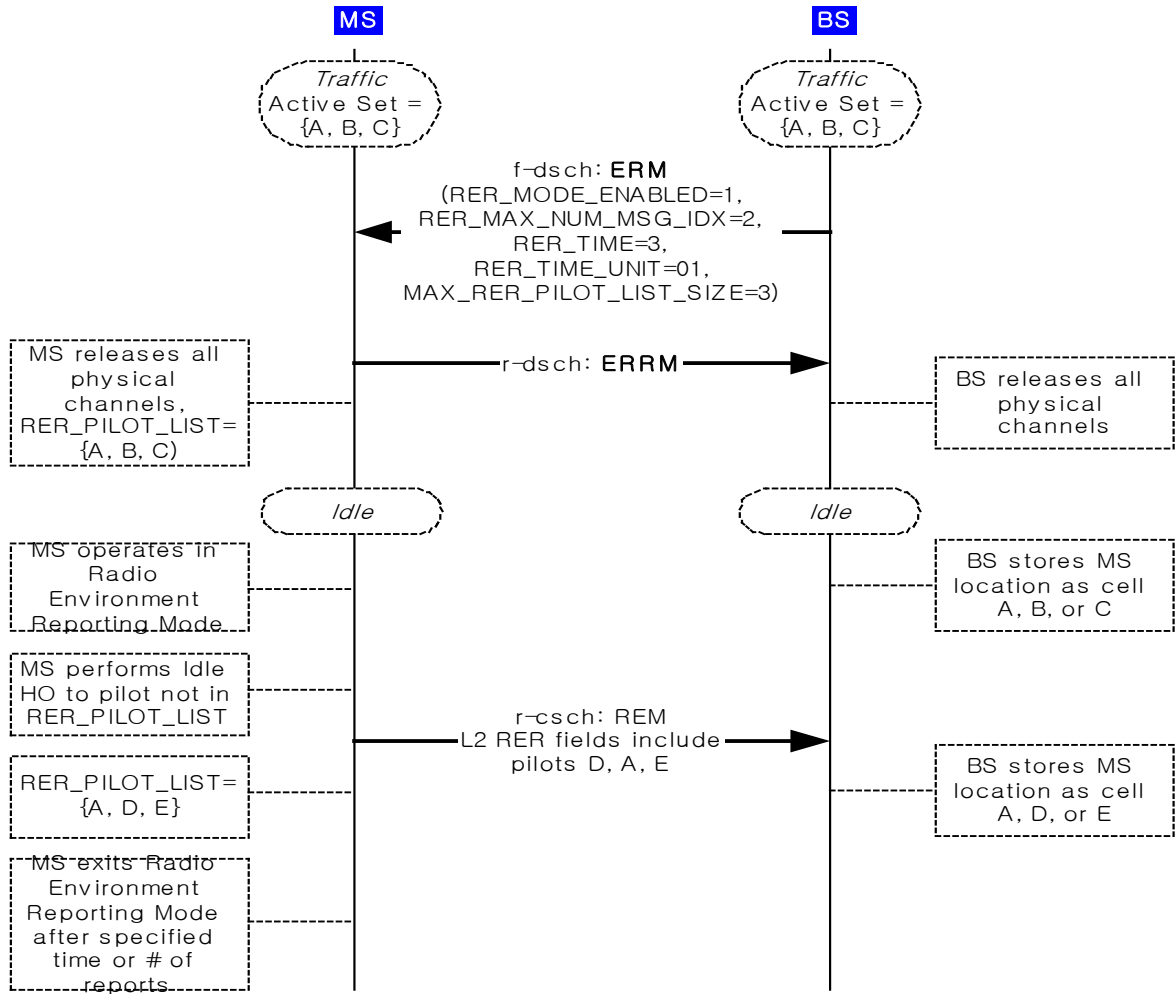 MS
BS
Traffic
Active Set =
{A, B, C}
Traffic
Active Set =
{A, B, C}
f-dsch: ERM
(RER_MODE_ENABLED=1,
RER_MAX_NUM_MSG_IDX=2,
RER_TIME=3,
RER_TIME_UNIT=01,
MAX_RER_PILOT_LIST_SIZE=3)
r-dsch: ERRM
MS releases all
physical
channels,
RER_PILOT_LIST=
{A, B, C)
BS releases all
physical
channels
Idle
Idle
MS operates in
Radio
Environment
Reporting Mode
BS stores MS
location as cell
A, B, or C
MS performs Idle
HO to pilot not in
RER_PILOT_LIST
r-csch: REM
L2 RER fields include
pilots D, A, E
RER_PILOT_LIST=
{A, D, E}
BS stores MS
location as cell
A, D, or E
MS exits Radio
Environment
Reporting Mode
after specified
time or # of
reports